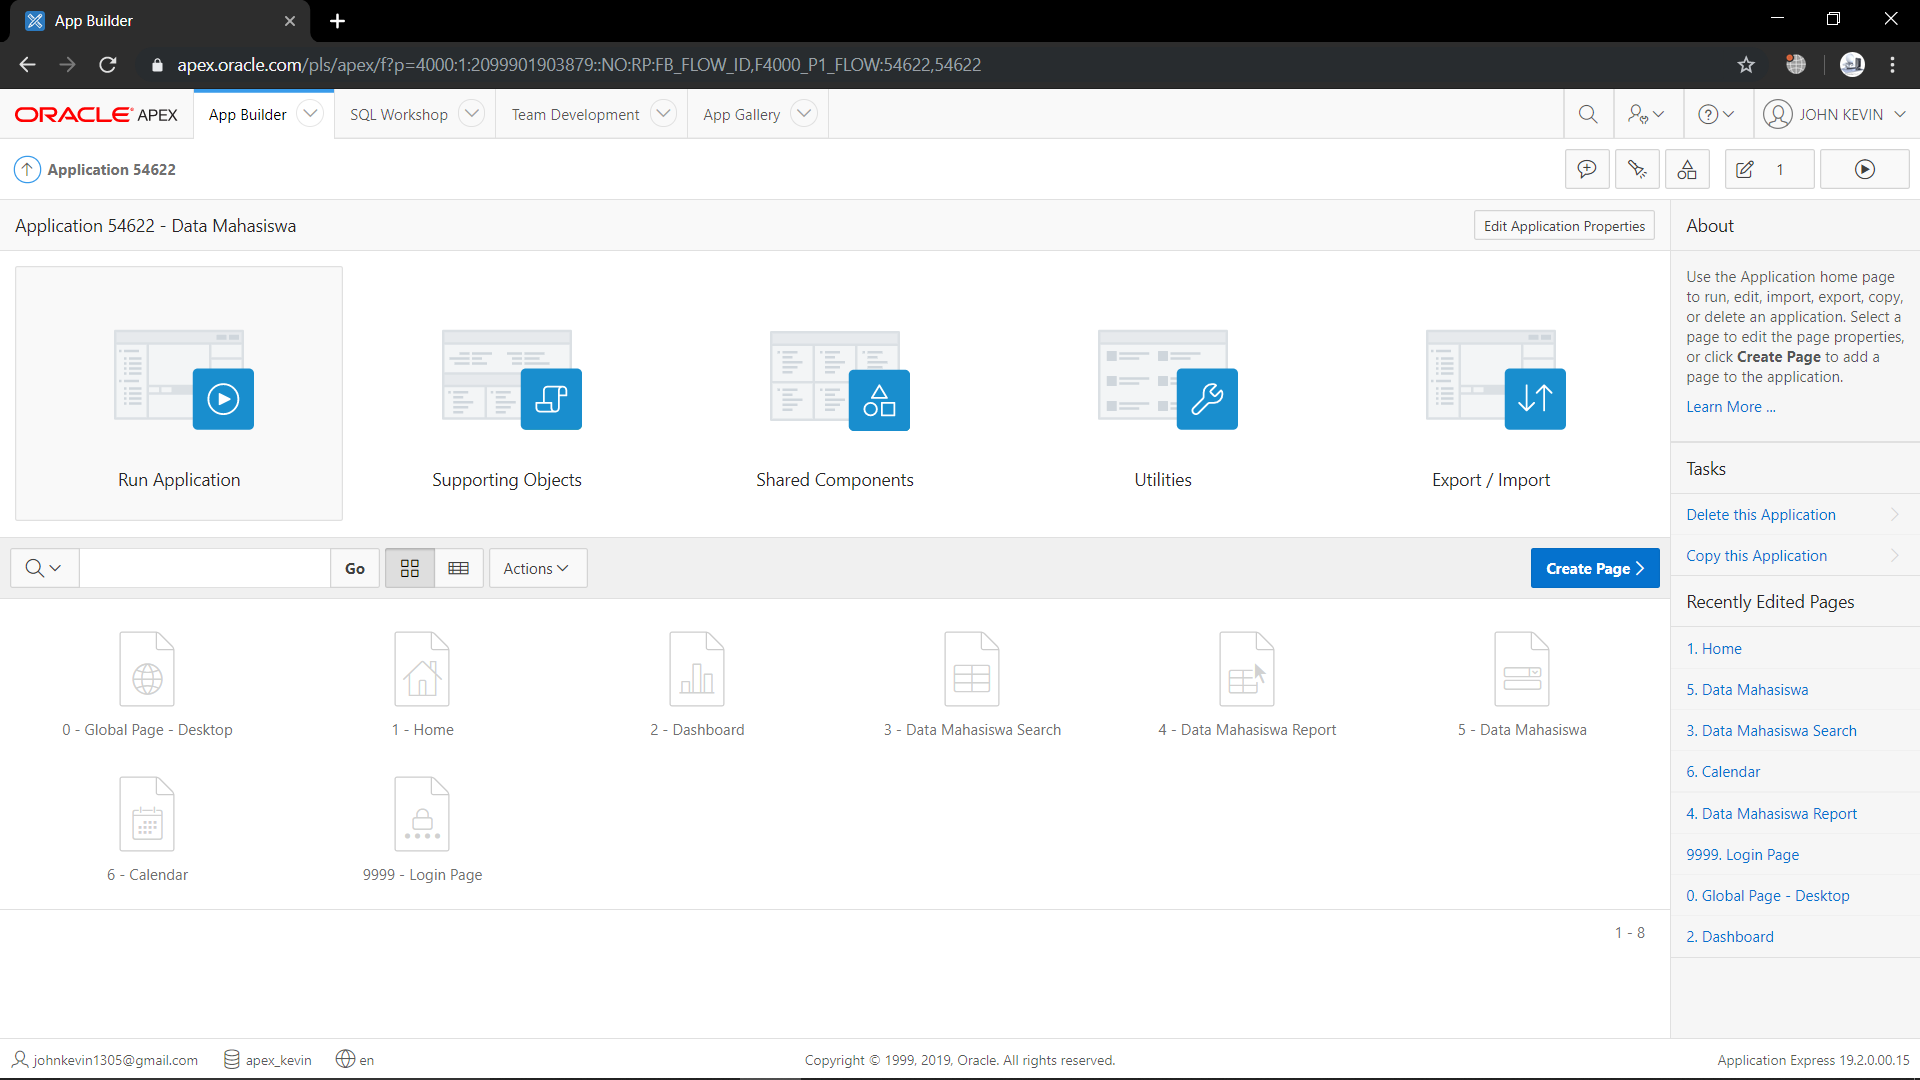 App Builder
apex.oracle.com/pls/apex/f?p=4000:1:2099901903879::NO:RP:FB_FLOW_ID,F4000_P1_FLOW:54622,54622
ORACLE APEX
App Builder
SQL Workshop
Team Development
App Gallery
JOHN KEVIN
Application 54622
1
Application 54622 - Data Mahasiswa
Edit Application Properties
About
Use the Application home page
to run, edit, import, export, copy,
or delete an application. Select a
page to edit the page properties,
or click Create Page to add a
page to the application.
Learn More ...
Run Application
Supporting Objects
Shared Components
Utilities
Export / Import
Tasks
Delete this Application
Copy this Application
Go
Actions
Create Page
Recently Edited Pages
1. Home
5. Data Mahasiswa
3. Data Mahasiswa Search
6. Calendar
4. Data Mahasiswa Report
9999. Login Page
0. Global Page - Desktop
2. Dashboard
0 - Global Page - Desktop
1 - Home
2 - Dashboard
3 - Data Mahasiswa Search
4 - Data Mahasiswa Report
5 - Data Mahasiswa
6 - Calendar
9999 - Login Page
1 - 8
johnkevin1305@gmail.com
apex_kevin
en
Copyright © 1999, 2019, Oracle. All rights reserved.
Application Express 19.2.0.00.15